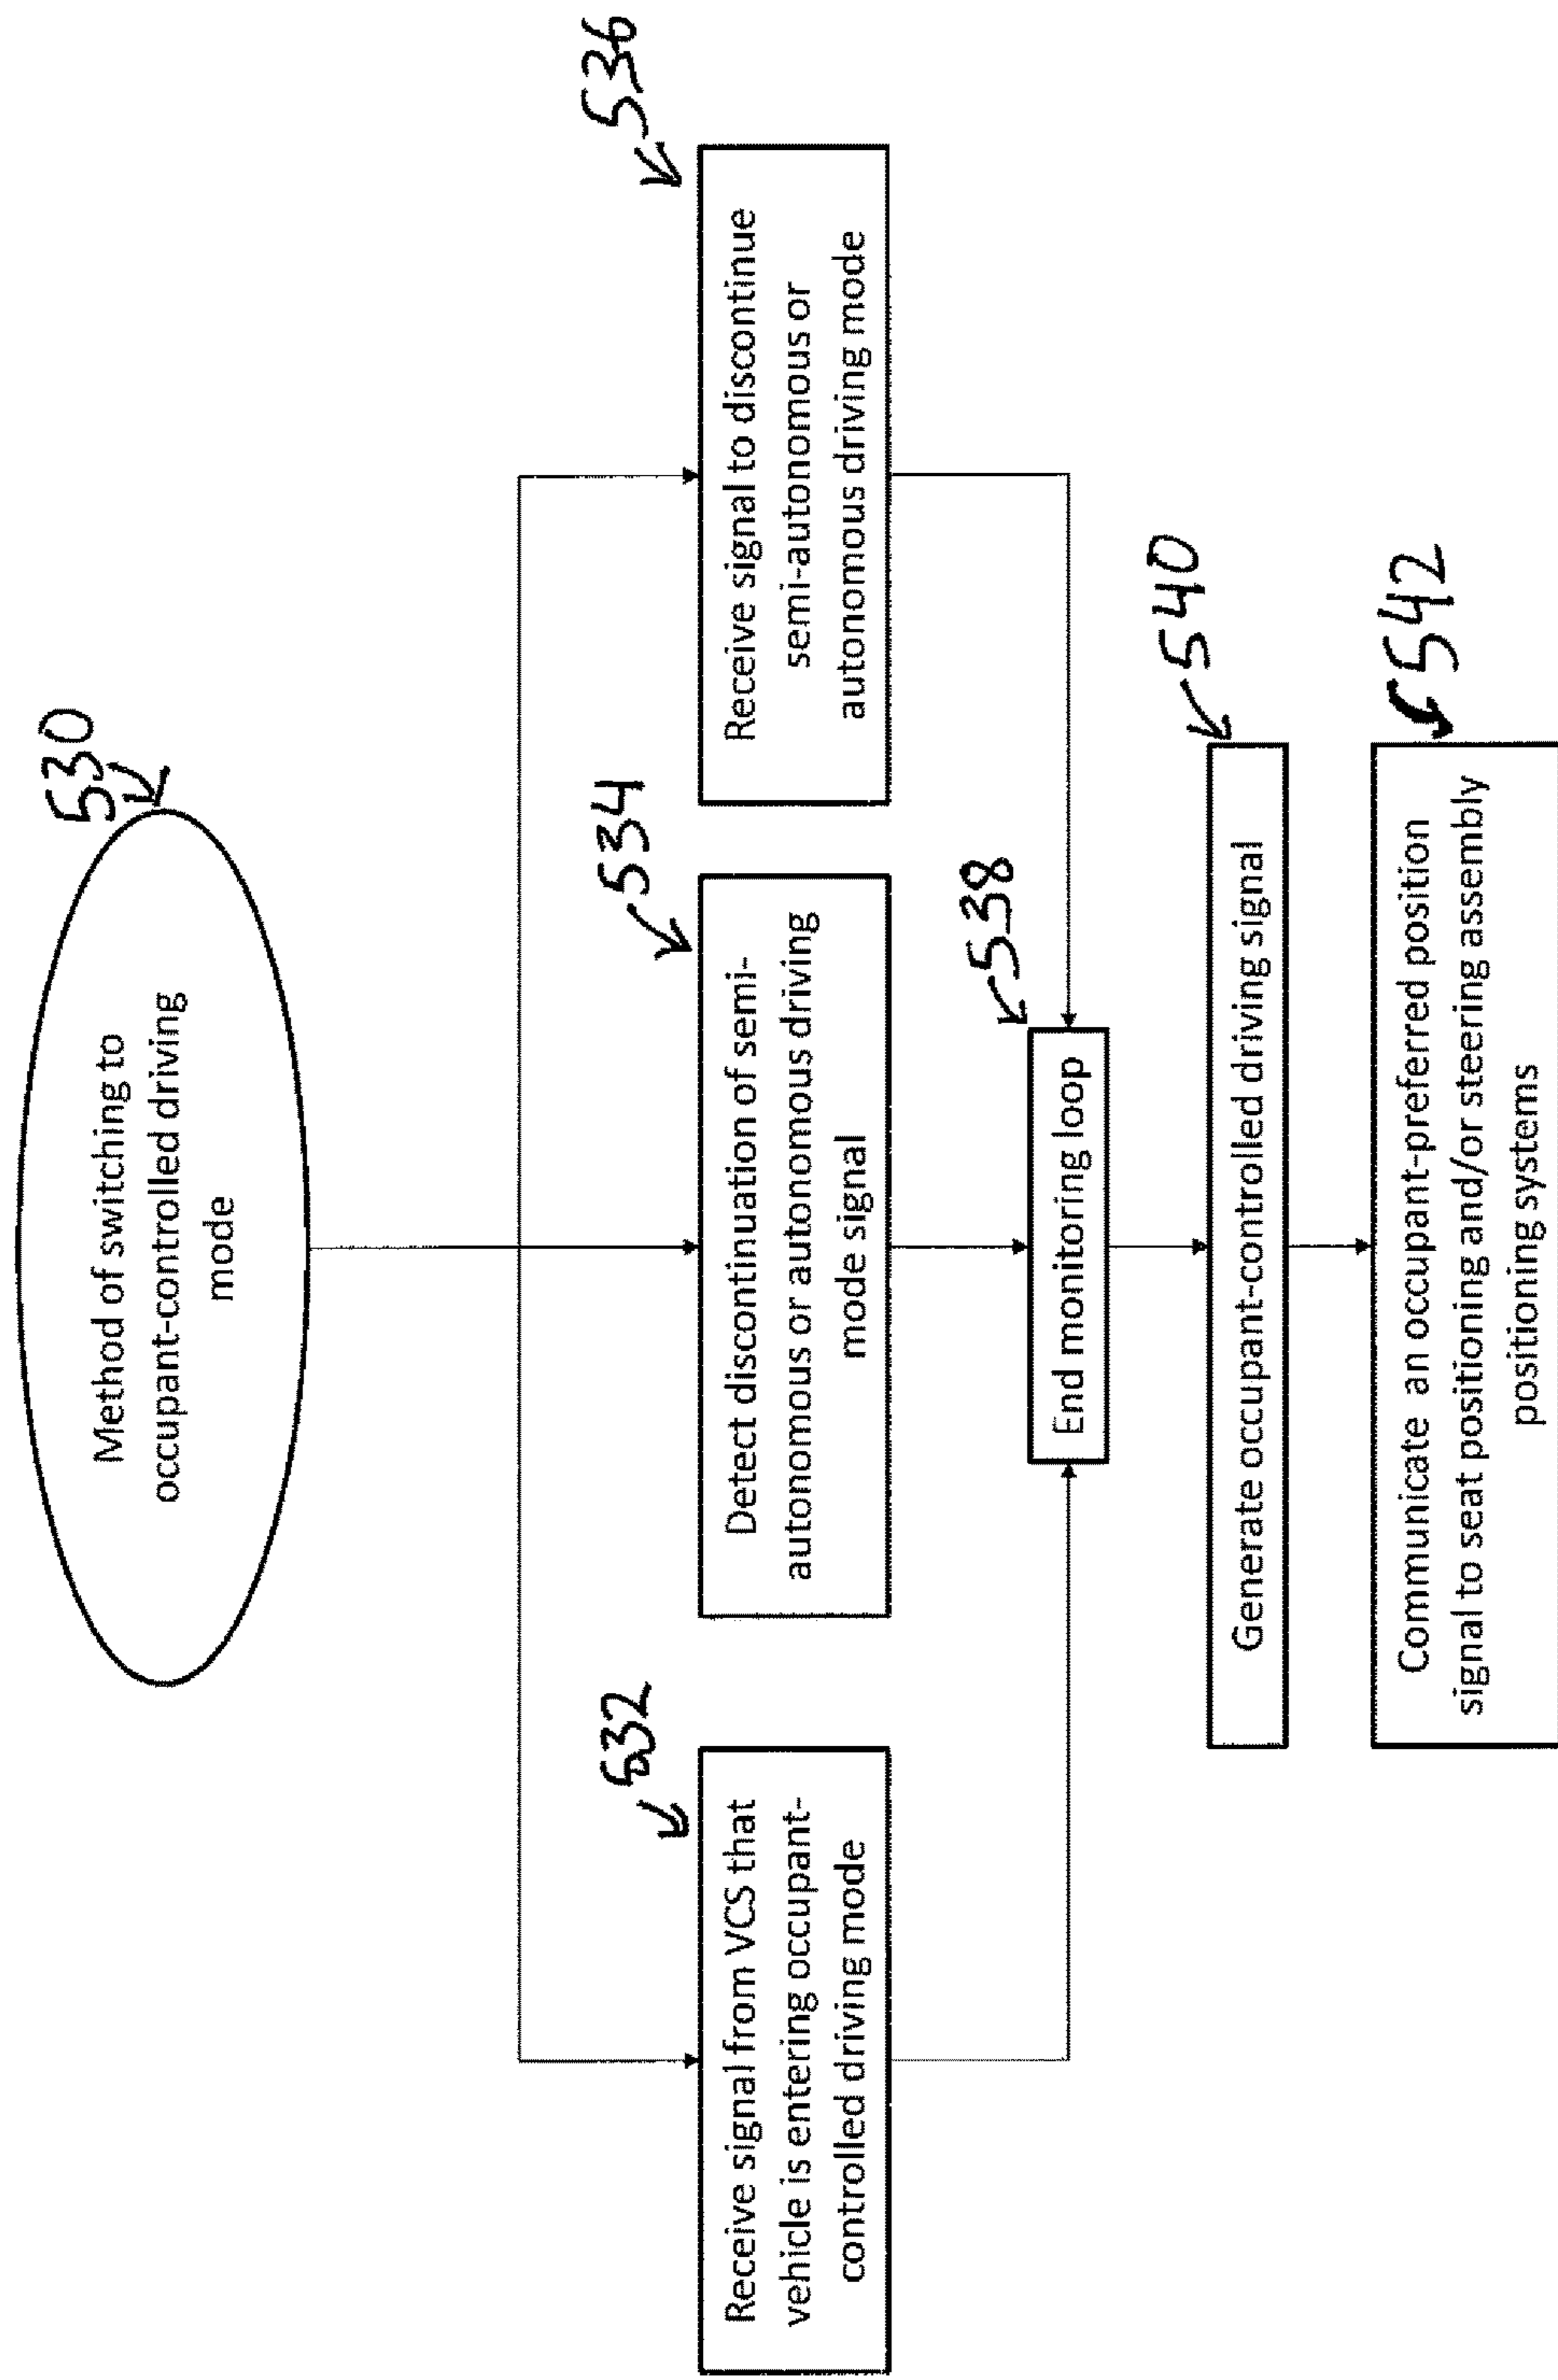 530
Method of switching to
occupant-controlled driving
mode
532
Receive signal from VCS that
vehicle is entering occupant-
controlled driving mode
534
Detect discontinuation of semi-
autonomous or autonomous driving
mode signal
536
Receive signal to discontinue
semi-autonomous or
autonomous driving mode
538
End monitoring loop
540
Generate occupant-controlled driving signal
542
Communicate an occupant-preferred position
signal to seat positioning and/or steering assembly
positioning systems